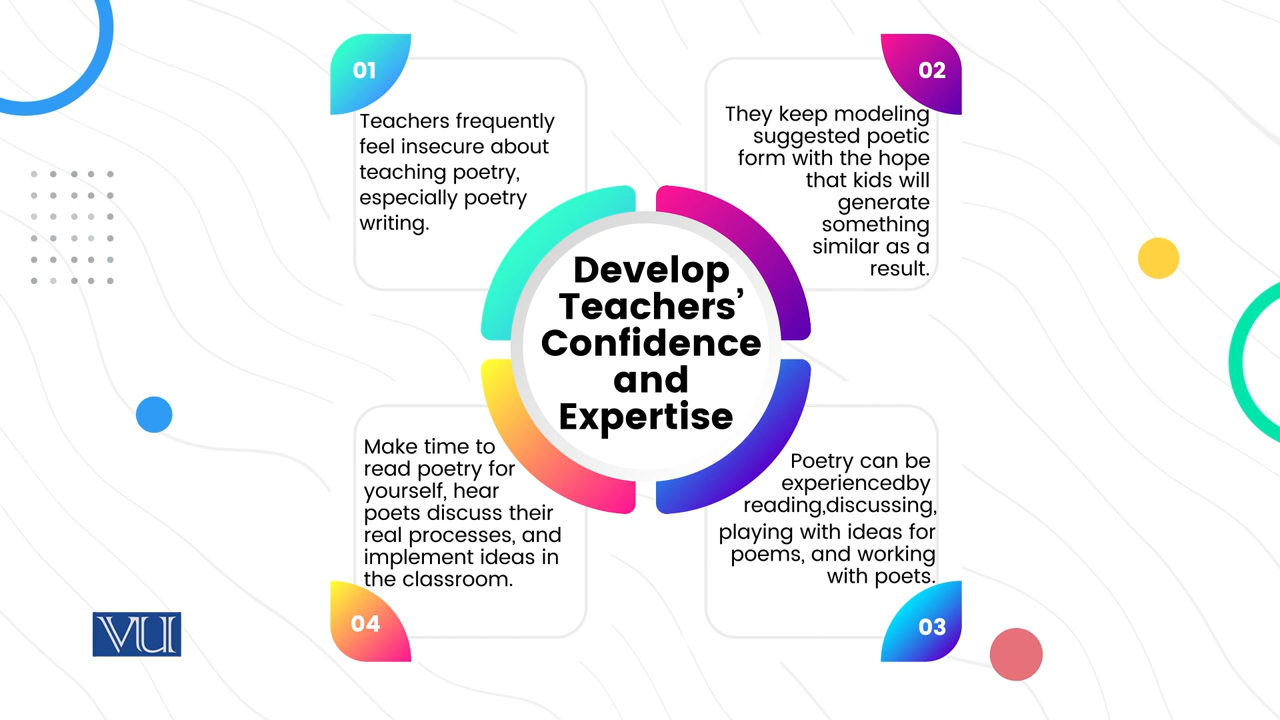 01
Teachers frequently
feel insecure about
teaching poetry,
especially poetry
writing.
02
They keep modeling
suggested poetic
form with the hope
that kids will
generate
something
similar as a
result.
Develop
Teachers’
Confidence
and
Expertise
Poetry can be
experiencedby
reading,discussing,
playing with ideas for
poems, and working
with poets.
03
Make time to
read poetry for
yourself, hear
poets discuss their
real processes, and
implement ideas in
the classroom.
04
VU